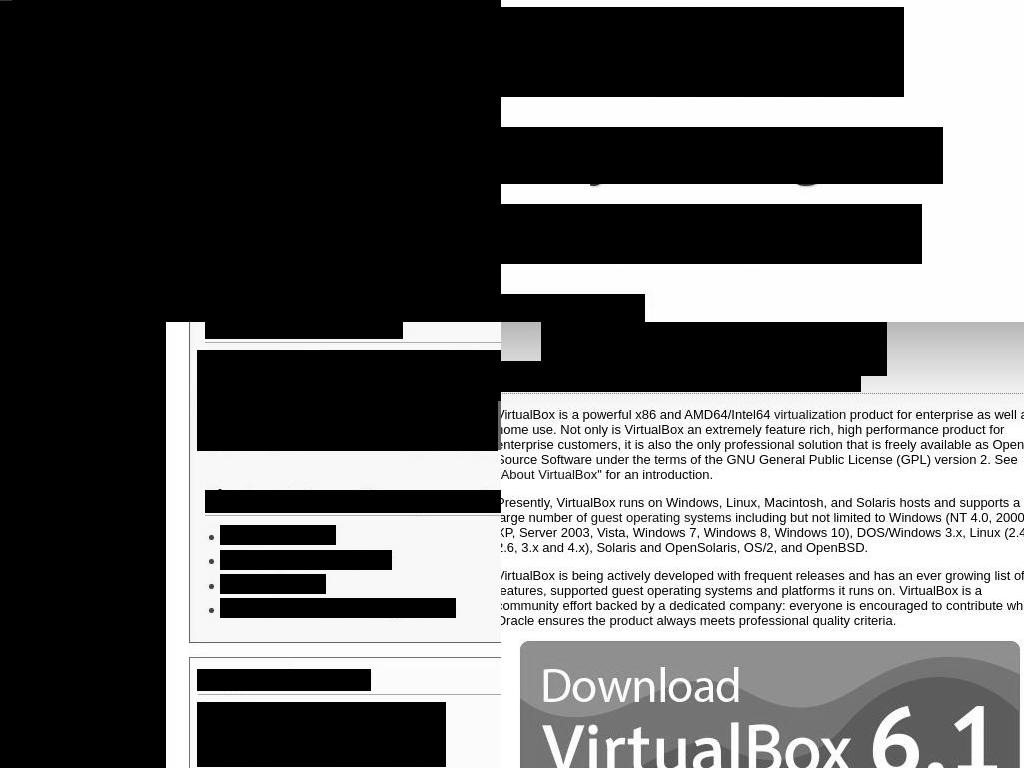 VirtualBox is a powerful x86 and AMD64/Intel64 virtualization product for enterprise as well
home use. Not only is VirtualBox an extremely feature rich, high performance product for
enterprise customers, it is also the only professional solution that is freely available as Open
Source Software under the terms of the GNU General Public License (GPL) version 2. See
"About VirtualBox" for an introduction.
Presently, VirtualBox runs on Windows, Linux, Macintosh, and Solaris hosts and supports a
large number of guest operating systems including but not limited to Windows (NT 4.0, 2000
XP, Server 2003, Vista, Windows 7, Windows 8, Windows 10), DOS/Windows 3.x, Linux (2.4
2.6, 3.x and 4.x), Solaris and OpenSolaris, OS/2, and OpenBSD.
VirtualBox is being actively developed with frequent releases and has an ever growing list of
features, supported guest operating systems and platforms it runs on. VirtualBox is a
community effort backed by a dedicated company: everyone is encouraged to contribute
Oracle ensures the product always meets professional quality criteria.
Download
VirtualBox 6.1